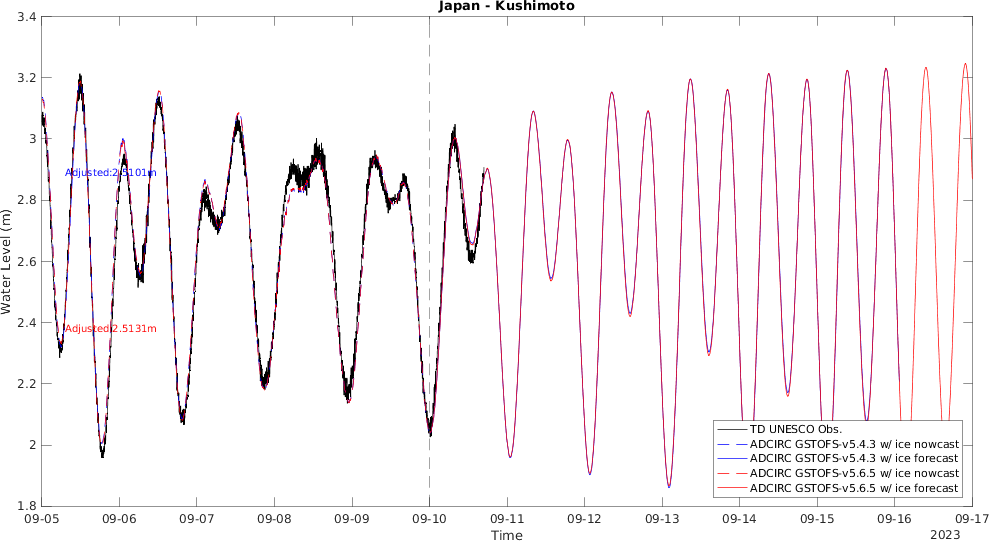 Japan - Kushimoto
3.4
3.2
3
2.8
2.6
2.4
2.2
2
1.8
Water Level (m)
Adjusted:2.5101m
Adjusted:2.5131m
TD UNESCO Obs.
ADCIRC GSTOFS-v5.4.3 w/ ice nowcast
ADCIRC GSTOFS-v5.4.3 w/ ice forecast
ADCIRC GSTOFS-v5.6.5 w/ ice nowcast
ADCIRC GSTOFS-v5.6.5 w/ ice forecast
09-05 09-06 09-07 09-08 09-09 09-10 09-11 09-12 09-13 09-14 09-15 09-16 09-17
Time
2023